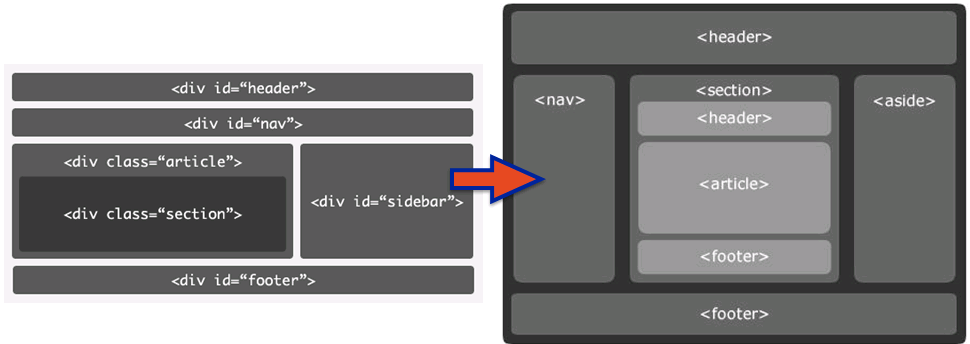 <div id=“header”>
<div id=“nav”>
<div class=“article”>
<div class=“section”>
<div id=“sidebar”>
<div id=“footer”>
<header>
<nav>
<section>
<header>
<article>
<footer>
<aside>
<footer>